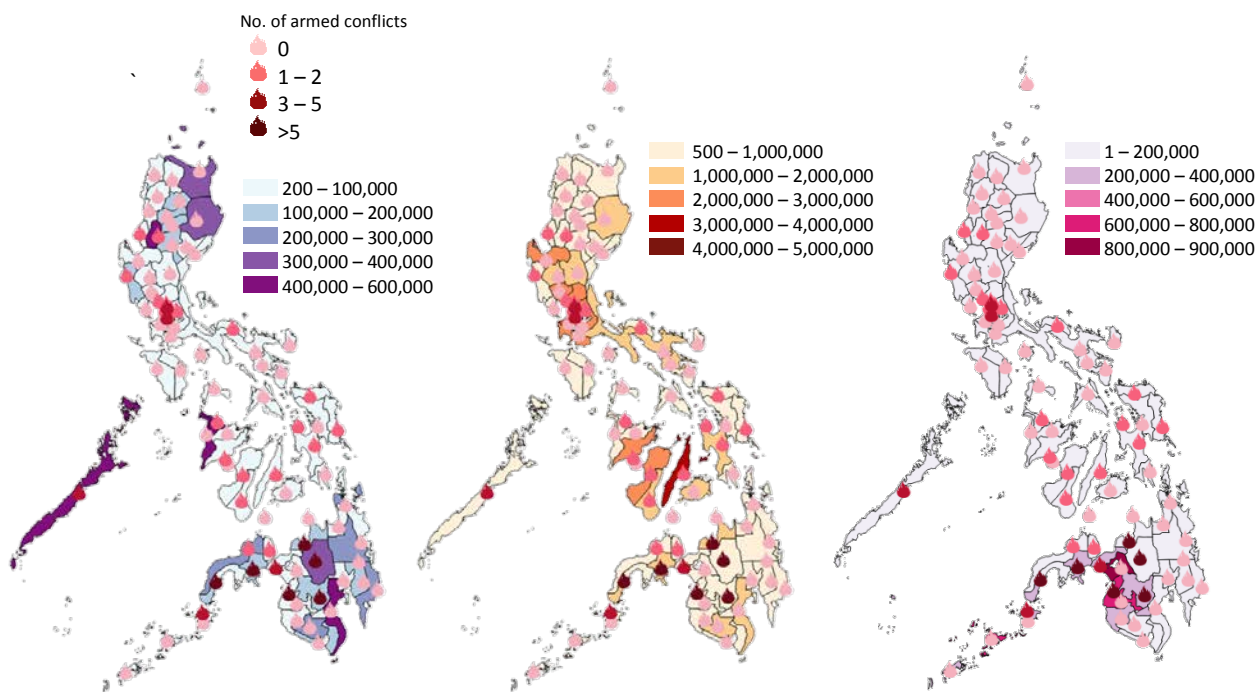 No. of armed conflicts
0
1 – 2
3 – 5
>5
`
200 – 100,000
100,000 – 200,000
200,000 – 300,000
300,000 – 400,000
400,000 – 600,000
500 – 1,000,000
1,000,000 – 2,000,000
2,000,000 – 3,000,000
3,000,000 – 4,000,000
4,000,000 – 5,000,000
1 – 200,000
200,000 – 400,000
400,000 – 600,000
600,000 – 800,000
800,000 – 900,000